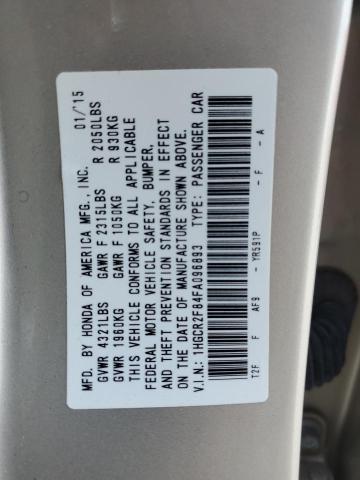 MFD. BY HONDA OF AMERICA MFG., INC. 01/'15
GVWR 4321LBS GAWR F 2315LBS R 2050LBS
GVWR 1960KG GAWR F 1050KG R 930KG
THIS VEHICLE CONFORMS TO ALL APPLICABLE
FEDERAL MOTOR VEHICLE SAFETY, BUMPER,
AND THEFT PREVENTION STANDARDS IN EFFECT
ON THE DATE OF MANUFACTURE SHOWN ABOVE.
V.I.N.: 1HGCR2F84FA096893 TYPE: PASSENGER CAR
T2F F AF9 - YR591P - F - A